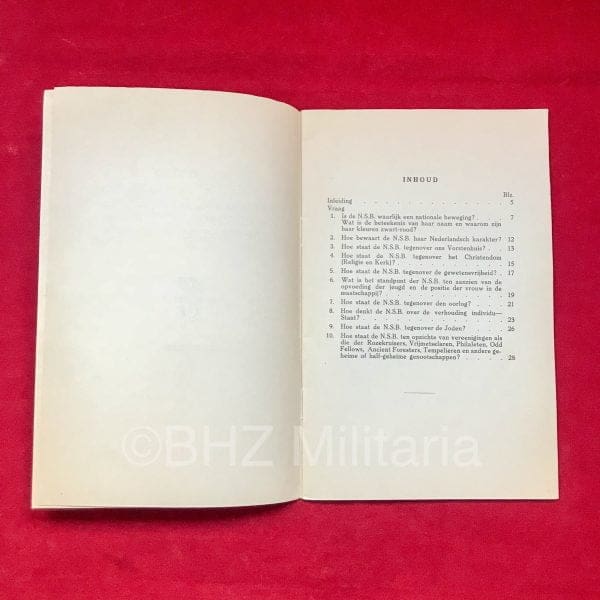 INHOUD
Blz.
Inleiding . . . . . . . . . . . . . 5
Vraag
1. Is de N.S.B. waarlijk een nationale beweging? . . . 7
Wat is de beteekenis van haar naam en waarom zijn
haar kleuren zwart-rood?
2. Hoe bewaart de N.S.B. haar Nederlandsch karakter? 12
3. Hoe staat de N.S.B. tegenover ons Vorstenhuis? . 13
4. Hoe staat de N.S.B. tegenover het Christendom
(Religie en Kerk)? . . . . . . . . . . 15
5. Hoe staat de N.S.B. tegenover de gewetensvrijheid? . 17
6. Wat is het standpunt der N.S.B. ten aanzien van de
opvoeding der jeugd en de positie der vrouw in de
maatschappij? . . . . . . . . . . . 19
7. Hoe staat de N.S.B. tegenover den oorlog? . . . 21
8. Hoe denkt de N.S.B. over de verhouding individu—
Staat? . . . . . . . . . . . . . 23
9. Hoe staat de N.S.B. tegenover de Joden? . . . . 26
10. Hoe staat de N.S.B. ten opzichte van vereenigingen als
die der Rozekruisers, Vrijmetselaren, Philaleten, Odd
Fellows, Ancient Foresters, Tempelieren en andere ge-
heime of half-geheime genootschappen? . . . . . 28
©BHZ Militaria